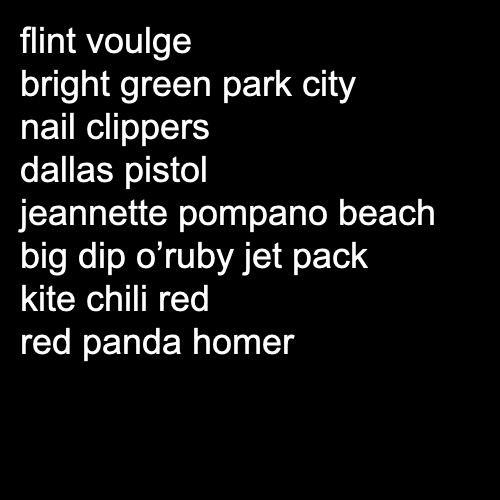 flint voulge
bright green park city
nail clippers
dallas pistol
jeannette pompano beach
big dip o’ruby jet pack
kite chili red
red panda homer